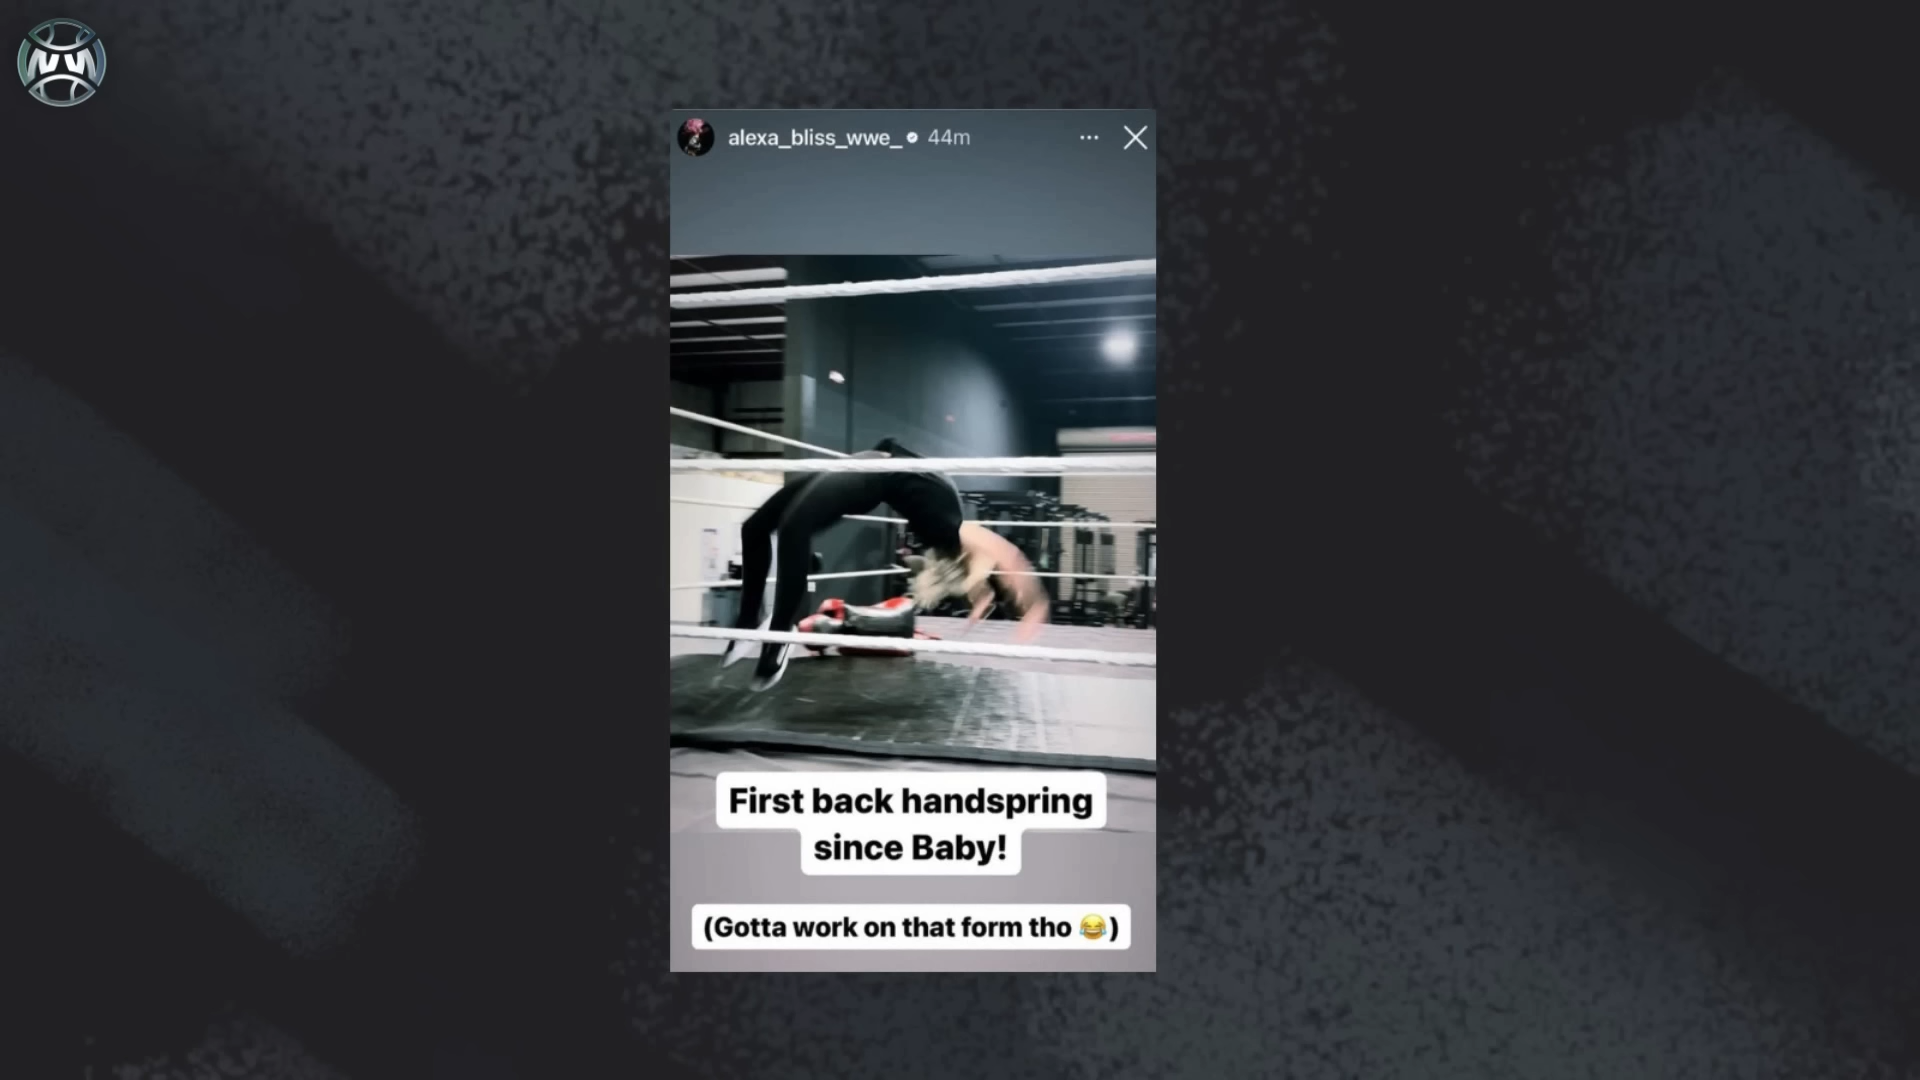 alexa_bliss_wwe_ 44m
First back handspring
since Baby!
(Gotta work on that form tho 😂)